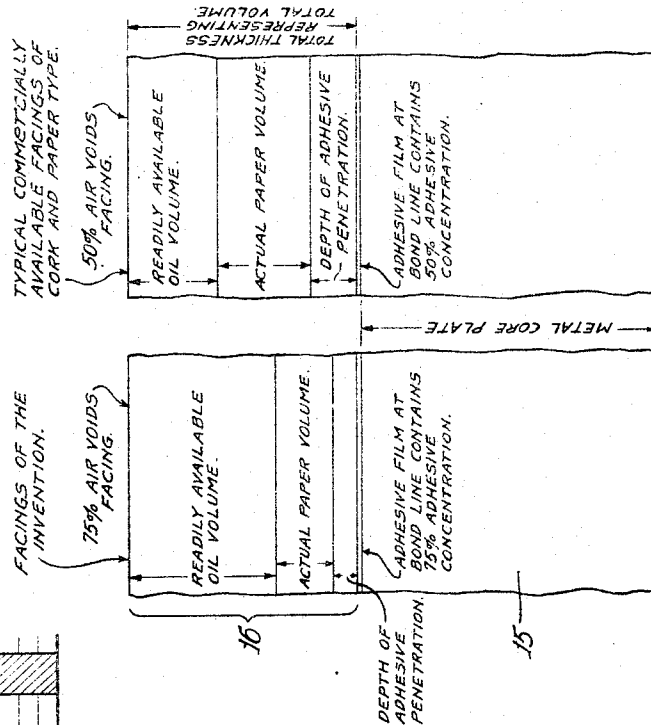 FACINGS OF THE
INVENTION.
75% AIR VOIDS
FACING.
READILY AVAILABLE
OIL VOLUME.
ACTUAL PAPER VOLUME.
ADHESIVE FILM AT
BOND LINE CONTAINS
75% ADHESIVE
CONCENTRATION.
16
DEPTH OF
ADHESIVE
PENETRATION.
15
TYPICAL COMMERCIALLY
AVAILABLE FACINGS OF
CORK AND PAPER TYPE.
50% AIR VOIDS
FACING.
READILY AVAILABLE
OIL VOLUME.
ACTUAL PAPER VOLUME.
DEPTH OF ADHESIVE
PENETRATION.
ADHESIVE FILM AT
BOND LINE CONTAINS
50% ADHESIVE
CONCENTRATION.
TOTAL THICKNESS
REPRESENTING
TOTAL VOLUME.
METAL CORE PLATE